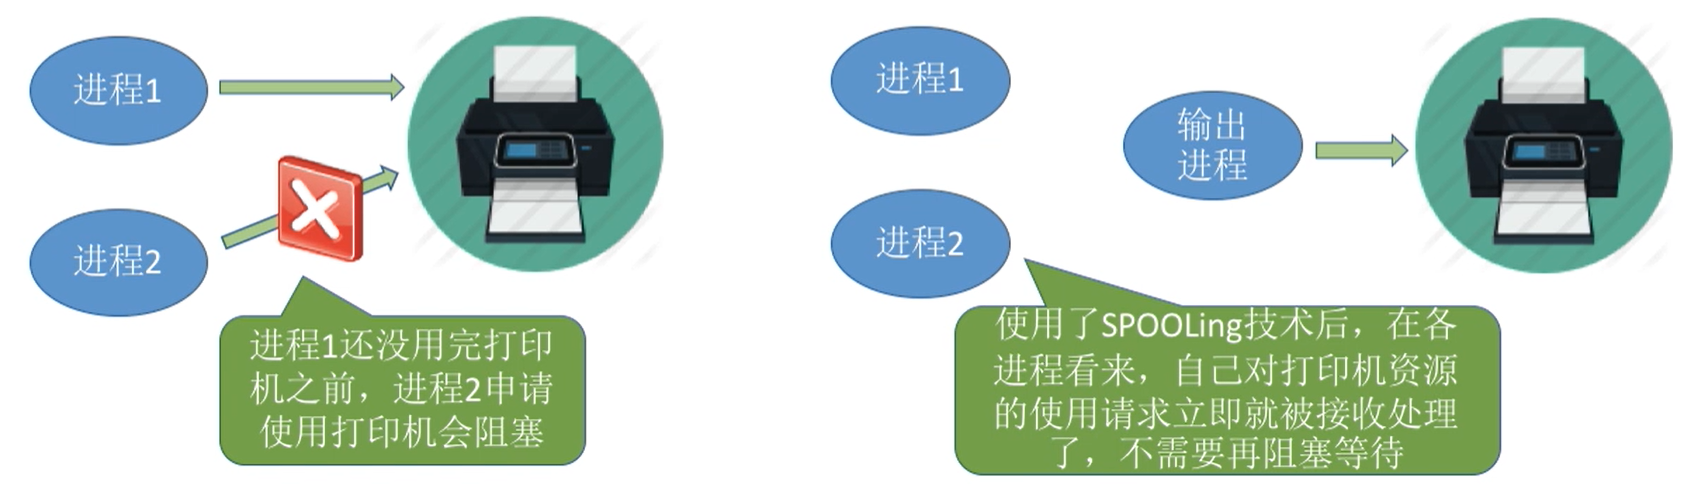 进程1
进程2
进程1还没用完打印
机之前，进程2申请
使用打印机会阻塞
进程1
进程2
输出
进程
使用了SPOOLing技术后，在各
进程看来，自己对打印机资源
的使用请求立即就被接收处理
了，不需要再阻塞等待